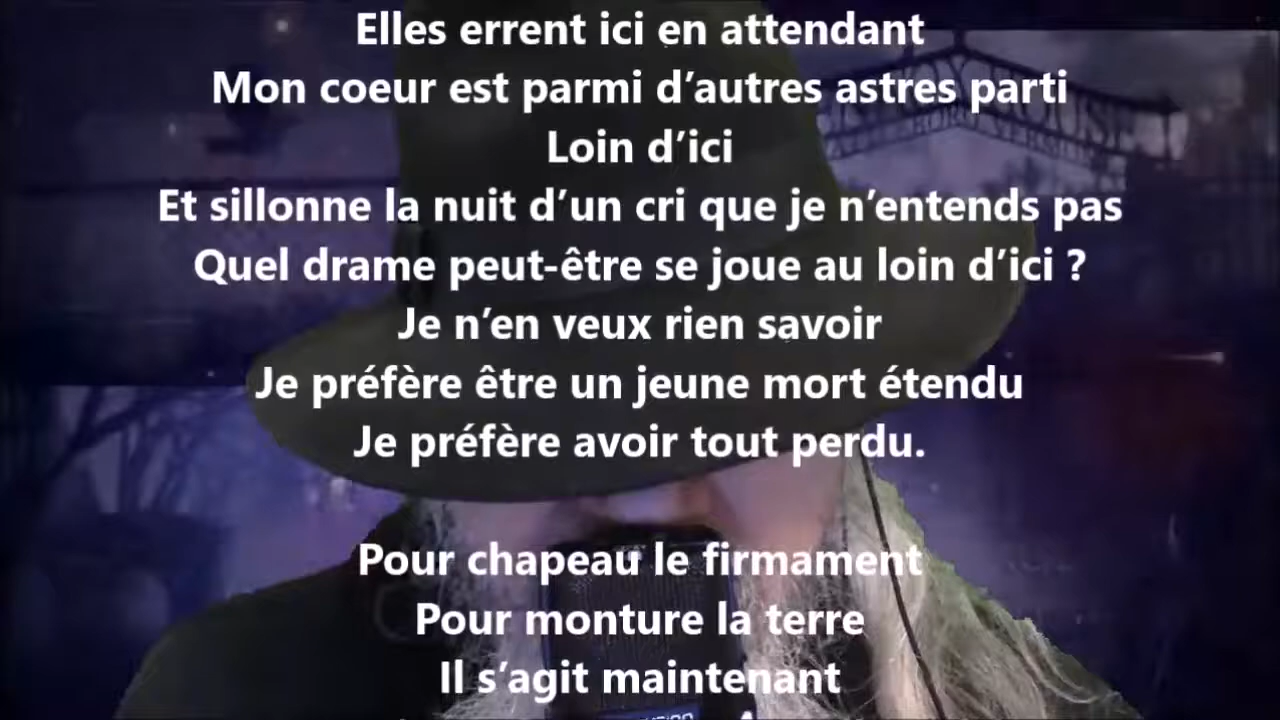 Elles errent ici en attendant
Mon coeur est parmi d’autres astres parti
Loin d’ici
Et sillonne la nuit d’un cri que je n’entends pas
Quel drame peut-être se joue au loin d’ici ?
Je n’en veux rien savoir
Je préfère être un jeune mort étendu
Je préfère avoir tout perdu.
Pour chapeau le firmament
Pour monture la terre
Il s’agit maintenant